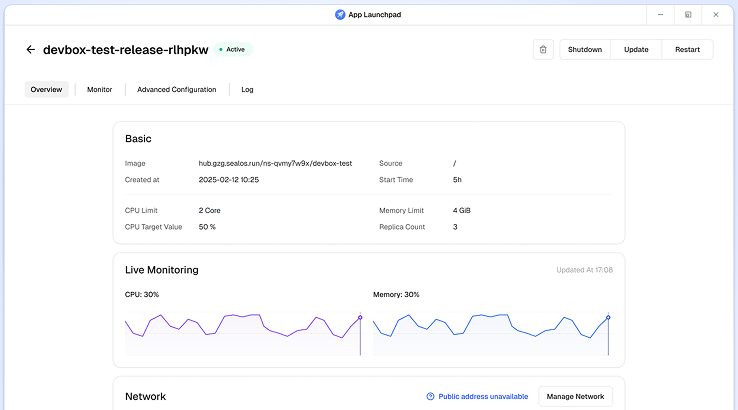 App Launchpad
devbox-test-release-rlhpkw Active Shutdown Update Restart
Overview Monitor Advanced Configuration Log
Basic
Image hub.gzg.sealos.run/ns-qvmy7w9x/devbox-test Source /
Created at 2025-02-12 10:25 Start Time 5h
CPU Limit 2 Core Memory Limit 4 GiB
CPU Target Value 50 % Replica Count 3
Live Monitoring Updated At 17:08
CPU: 30% Memory: 30%
Network Public address unavailable Manage Network